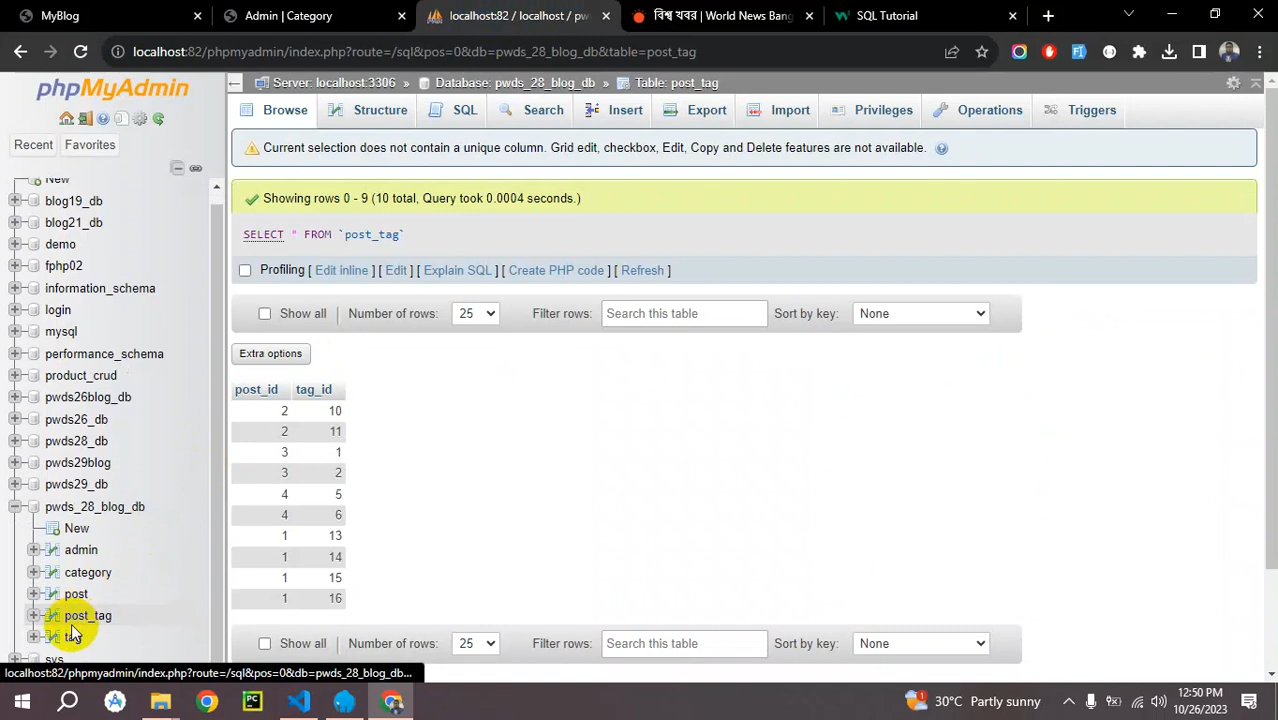 MyBlog
Admin | Category
localhost:82 / localhost / pw
বিশ্ব খবর | World News Bang
SQL Tutorial
localhost:82/phpmyadmin/index.php?route=/sql&pos=0&db=pwds_28_blog_db&table=post_tag
phpMyAdmin
Recent
Favorites
New
blog19_db
blog21_db
demo
fphp02
information_schema
login
mysql
performance_schema
product_crud
pwds26blog_db
pwds26_db
pwds28_db
pwds29blog
pwds29_db
pwds_28_blog_db
New
admin
category
post
post_tag
tag
sys
localhost:82/phpmyadmin/index.php?route=/sql&pos=0&db=pwds_28_blog_db...
Server: localhost:3306 » Database: pwds_28_blog_db » Table: post_tag
Browse Structure SQL Search Insert Export Import Privileges Operations Triggers
Current selection does not contain a unique column. Grid edit, checkbox, Edit, Copy and Delete features are not available.
Showing rows 0 - 9 (10 total, Query took 0.0004 seconds.)
SELECT * FROM `post_tag`
Profiling [ Edit inline ] [ Edit ] [ Explain SQL ] [ Create PHP code ] [ Refresh ]
Show all Number of rows: 25 Filter rows: Search this table Sort by key: None
Extra options
post_id tag_id
2 10
2 11
3 1
3 2
4 5
4 6
1 13
1 14
1 15
1 16
Show all Number of rows: 25 Filter rows: Search this table Sort by key: None
30°C Partly sunny
12:50 PM
10/26/2023